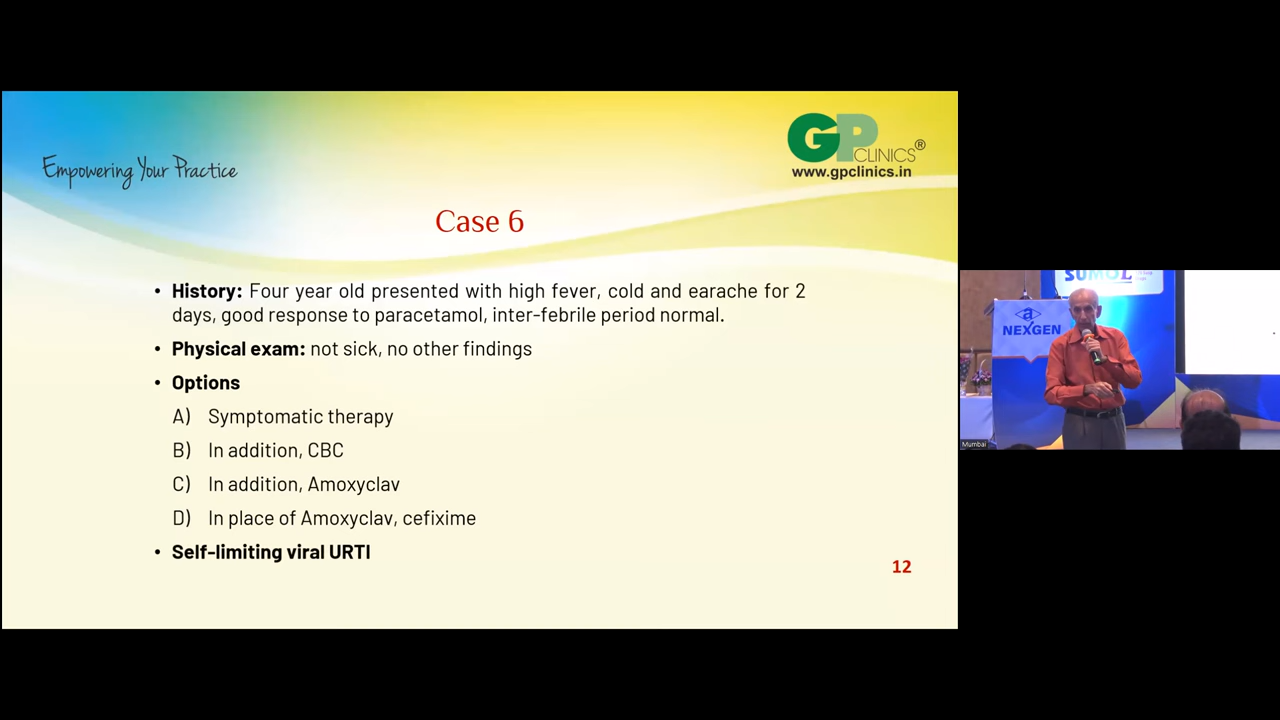 Empowering Your Practice
GP CLINICS®
www.gpclinics.in
Case 6
• History: Four year old presented with high fever, cold and earache for 2
days, good response to paracetamol, inter-febrile period normal.
• Physical exam: not sick, no other findings
• Options
A) Symptomatic therapy
B) In addition, CBC
C) In addition, Amoxyclav
D) In place of Amoxyclav, cefixime
• Self-limiting viral URTI
12
SUMOL
a
NEXGEN
Mumbai